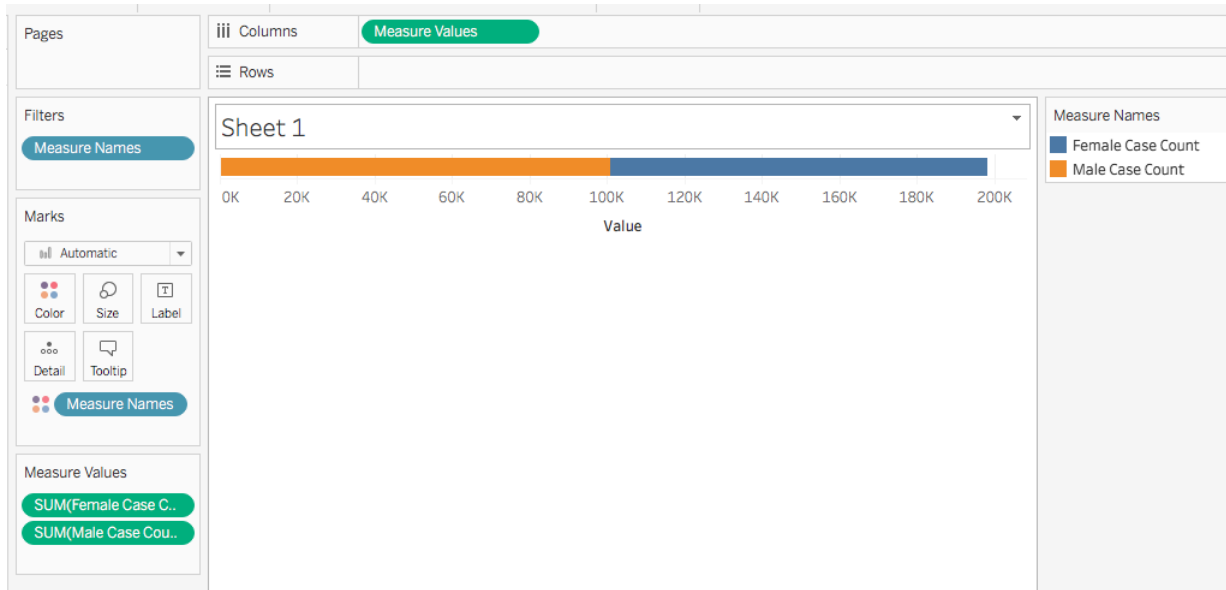 Pages
Columns
Measure Values
Rows
Filters
Measure Names
Sheet 1
0K 20K 40K 60K 80K 100K 120K 140K 160K 180K 200K
Value
Measure Names
Female Case Count
Male Case Count
Marks
Automatic
Color Size Label
Detail Tooltip
Measure Names
Measure Values
SUM(Female Case C..
SUM(Male Case Cou..